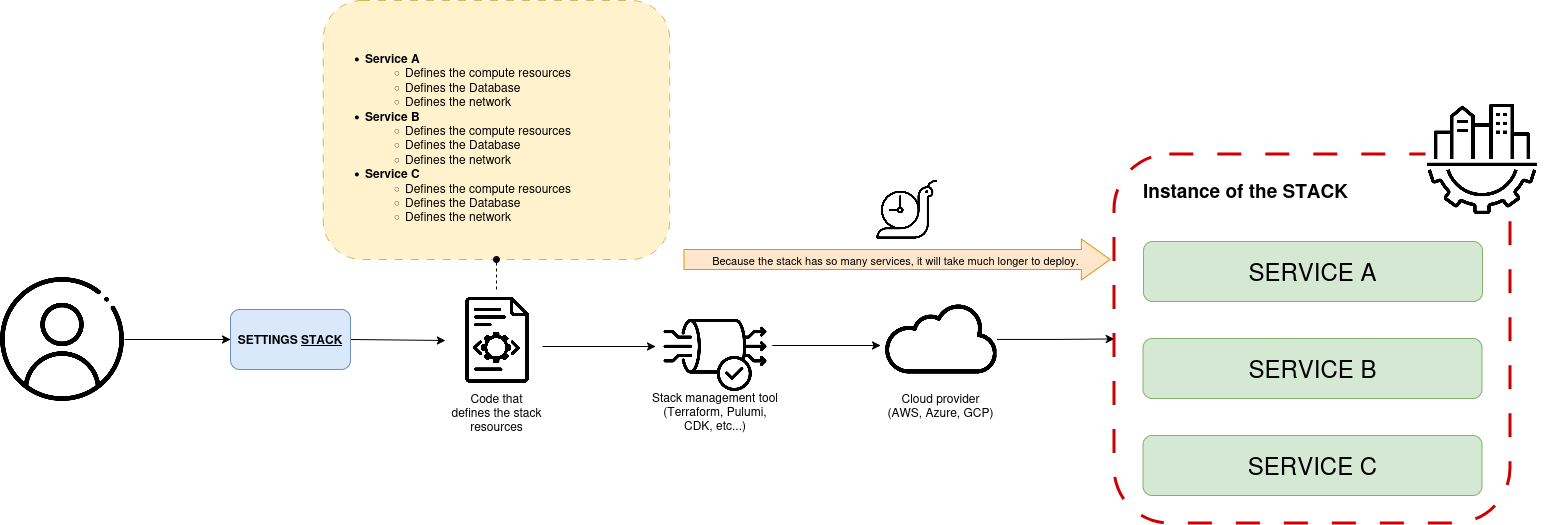 Service A
Defines the compute resources
Defines the Database
Defines the network
Service B
Defines the compute resources
Defines the Database
Defines the network
Service C
Defines the compute resources
Defines the Database
Defines the network
SETTINGS STACK
Code that
defines the stack
resources
Stack management tool
(Terraform, Pulumi,
CDK, etc...)
Cloud provider
(AWS, Azure, GCP)
Because the stack has so many services, it will take much longer to deploy.
Instance of the STACK
SERVICE A
SERVICE B
SERVICE C